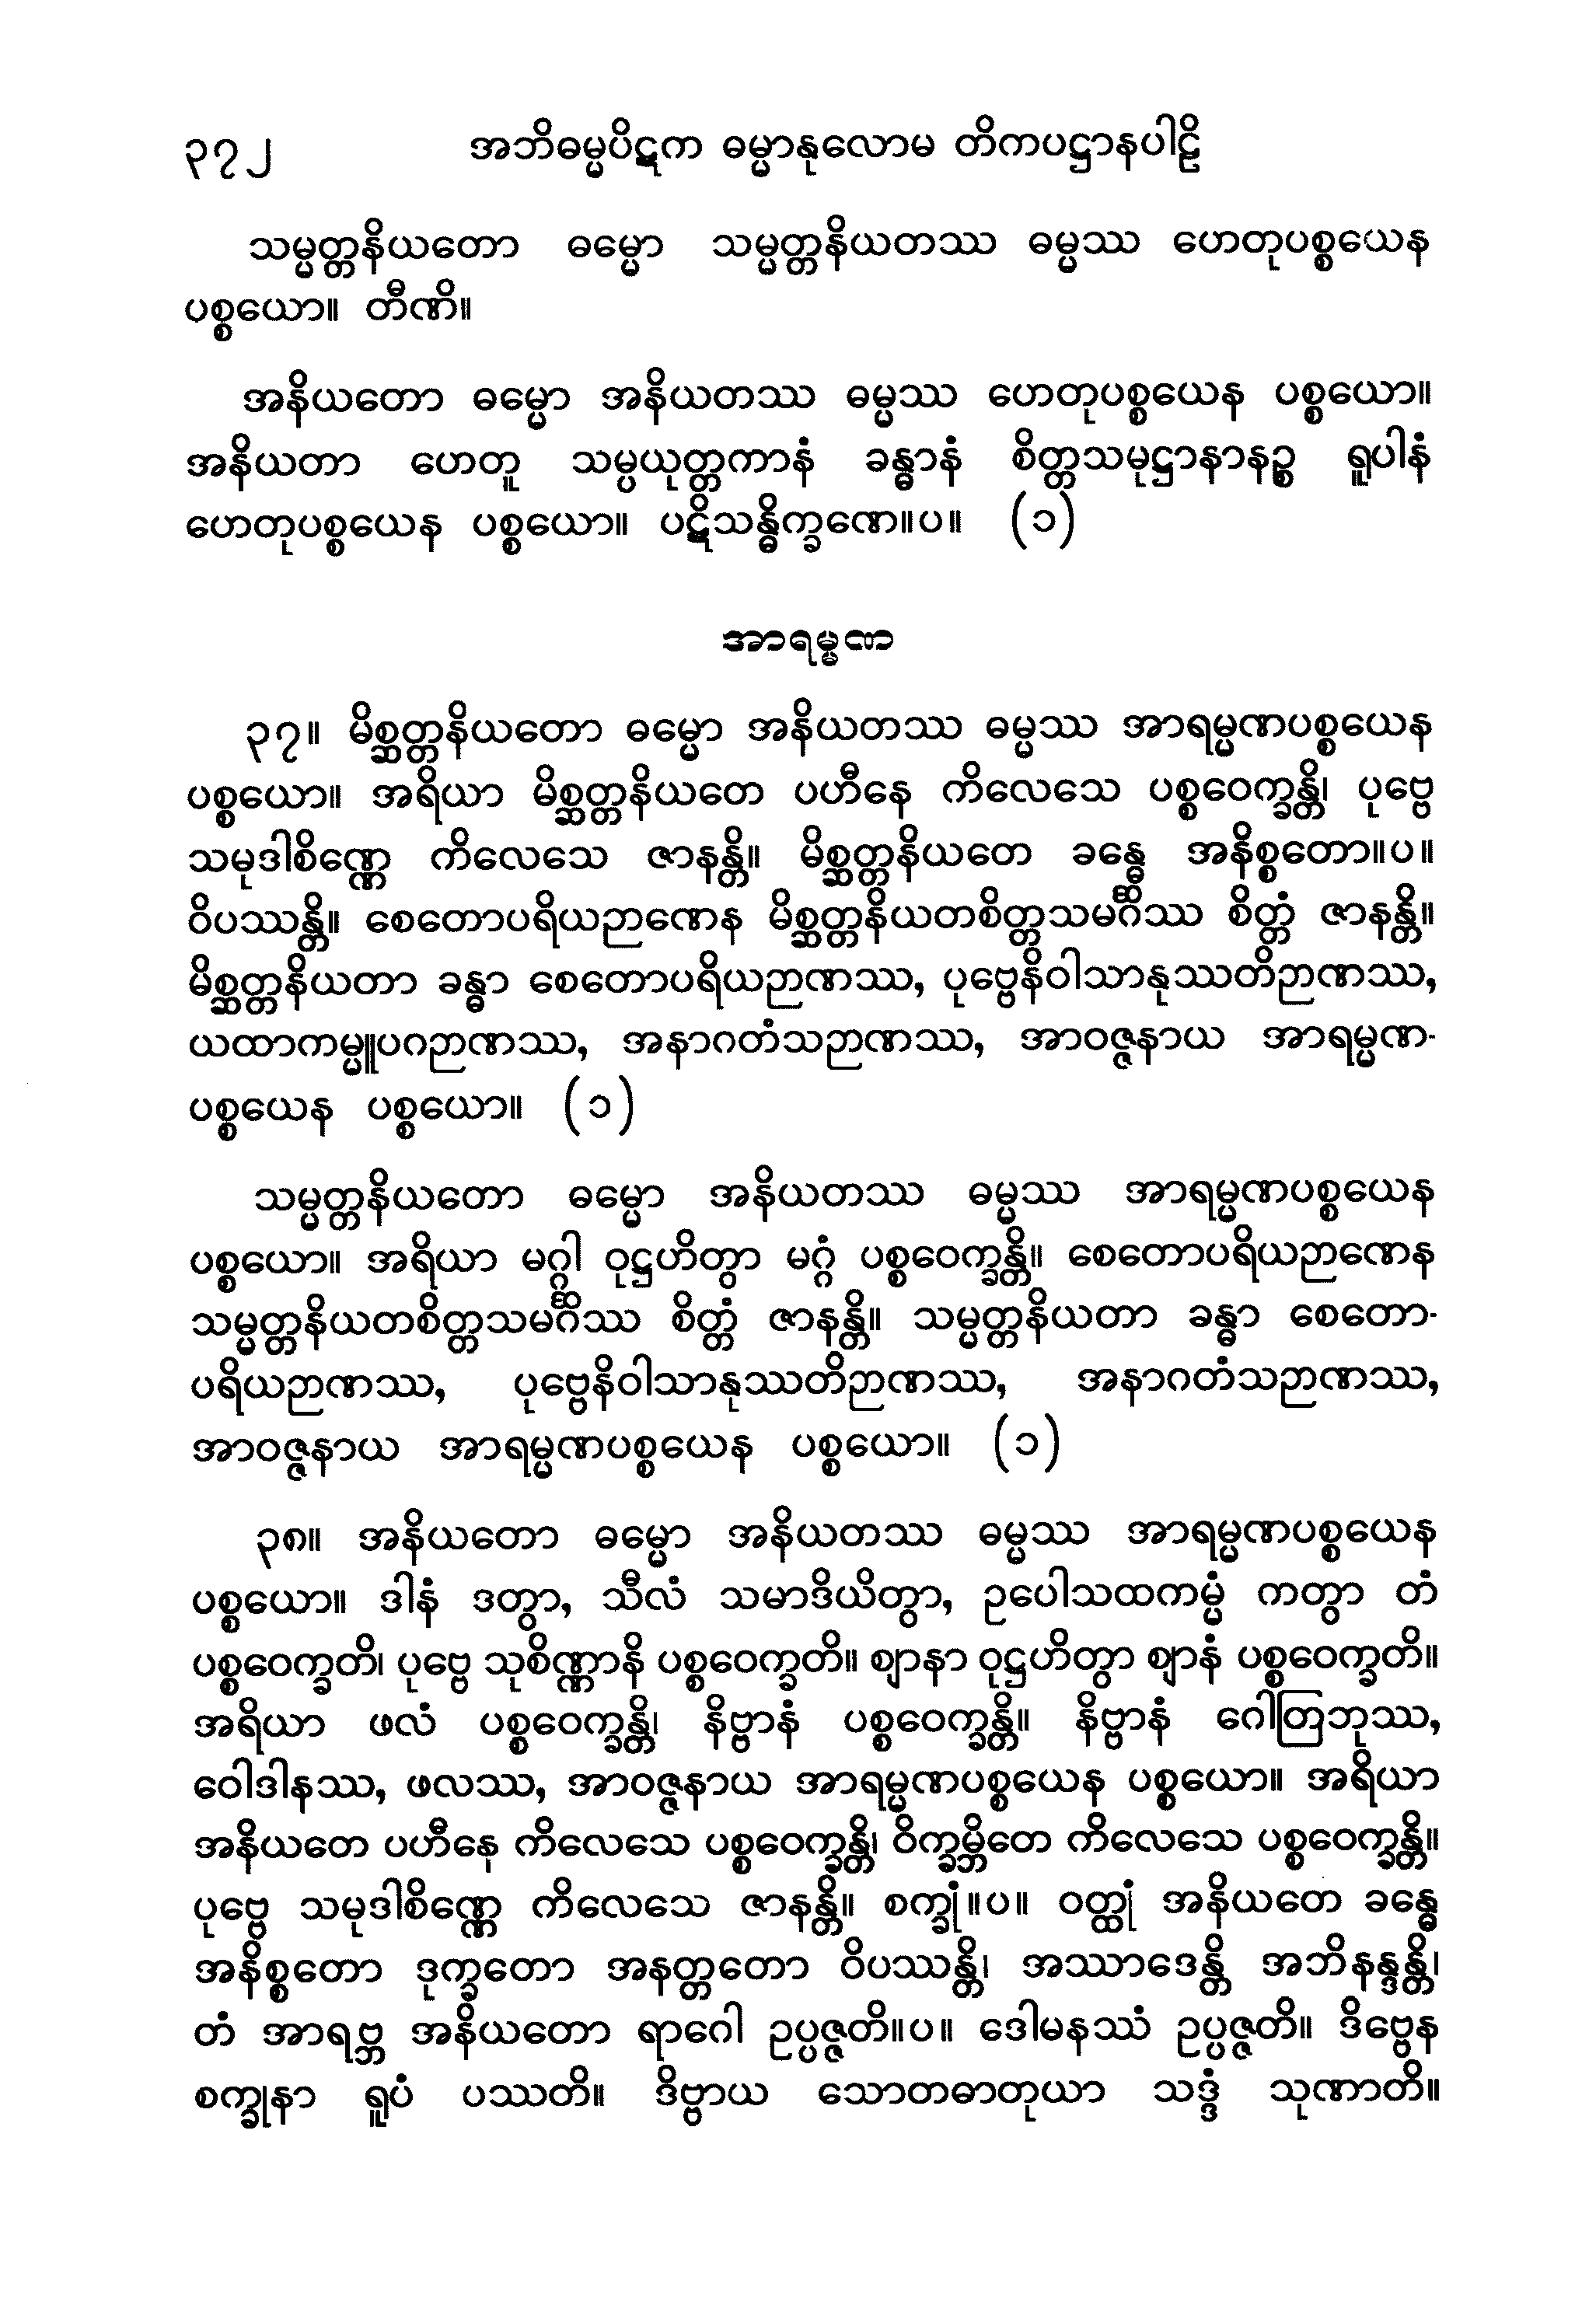 ၃၇၂ အဘိဓမ္မပိဋက ဓမ္မာနုလောမ တိကပဋ္ဌာနပါဠိ
သမ္မတ္တနိယတော ဓမ္မော သမ္မတ္တနိယတဿ ဓမ္မဿ ဟေတုပစ္စယေန
ပစ္စယော။ တီဏိ။
အနိယတော ဓမ္မော အနိယတဿ ဓမ္မဿ ဟေတုပစ္စယေန ပစ္စယော။
အနိယတာ ဟေတူ သမ္ပယုတ္တကာနံ ခန္ဓာနံ စိတ္တသမုဋ္ဌာနာနဉ္စ ရူပါနံ
ဟေတုပစ္စယေန ပစ္စယော။ ပဋိသန္ဓိက္ခဏေ။ပ။ (၁)
အာရမ္မဏ
၃၇။ မိစ္ဆတ္တနိယတော ဓမ္မော အနိယတဿ ဓမ္မဿ အာရမ္မဏပစ္စယေန
ပစ္စယော။ အရိယာ မိစ္ဆတ္တနိယတေ ပဟီနေ ကိလေသေ ပစ္စဝေက္ခန္တိ၊ ပုဗ္ဗေ
သမုဒါစိဏ္ဏေ ကိလေသေ ဇာနန္တိ။ မိစ္ဆတ္တနိယတေ ခန္ဓေ အနိစ္စတော။ပ။
ဝိပဿန္တိ။ စေတောပရိယဉာဏေန မိစ္ဆတ္တနိယတစိတ္တသမင်္ဂိဿ စိတ္တံ ဇာနန္တိ။
မိစ္ဆတ္တနိယတာ ခန္ဓာ စေတောပရိယဉာဏဿ, ပုဗ္ဗေနိဝါသာနုဿတိဉာဏဿ,
ယထာကမ္မူပဂဉာဏဿ, အနာဂတံသဉာဏဿ, အာဝဇ္ဇနာယ အာရမ္မဏ-
ပစ္စယေန ပစ္စယော။ (၁)
သမ္မတ္တနိယတော ဓမ္မော အနိယတဿ ဓမ္မဿ အာရမ္မဏပစ္စယေန
ပစ္စယော။ အရိယာ မဂ္ဂါ ဝုဋ္ဌဟိတွာ မဂ္ဂံ ပစ္စဝေက္ခန္တိ။ စေတောပရိယဉာဏေန
သမ္မတ္တနိယတစိတ္တသမင်္ဂိဿ စိတ္တံ ဇာနန္တိ။ သမ္မတ္တနိယတာ ခန္ဓာ စေတော-
ပရိယဉာဏဿ, ပုဗ္ဗေနိဝါသာနုဿတိဉာဏဿ, အနာဂတံသဉာဏဿ,
အာဝဇ္ဇနာယ အာရမ္မဏပစ္စယေန ပစ္စယော။ (၁)
၃၈။ အနိယတော ဓမ္မော အနိယတဿ ဓမ္မဿ အာရမ္မဏပစ္စယေန
ပစ္စယော။ ဒါနံ ဒတွာ, သီလံ သမာဒိယိတွာ, ဥပေါသထကမ္မံ ကတွာ တံ
ပစ္စဝေက္ခတိ၊ ပုဗ္ဗေ သုစိဏ္ဏာနိ ပစ္စဝေက္ခတိ။ ဈာနာ ဝုဋ္ဌဟိတွာ ဈာနံ ပစ္စဝေက္ခတိ။
အရိယာ ဖလံ ပစ္စဝေက္ခန္တိ၊ နိဗ္ဗာနံ ပစ္စဝေက္ခန္တိ။ နိဗ္ဗာနံ ဂေါတြဘုဿ,
ဝေါဒါနဿ, ဖလဿ, အာဝဇ္ဇနာယ အာရမ္မဏပစ္စယေန ပစ္စယော။ အရိယာ
အနိယတေ ပဟီနေ ကိလေသေ ပစ္စဝေက္ခန္တိ၊ ဝိက္ခမ္ဘိတေ ကိလေသေ ပစ္စဝေက္ခန္တိ။
ပုဗ္ဗေ သမုဒါစိဏ္ဏေ ကိလေသေ ဇာနန္တိ။ စက္ခုံ။ပ။ ဝတ္ထုံ အနိယတေ ခန္ဓေ
အနိစ္စတော ဒုက္ခတော အနတ္တတော ဝိပဿန္တိ၊ အဿာဒေန္တိ အဘိနန္ဒန္တိ၊
တံ အာရဗ္ဘ အနိယတော ရာဂေါ ဥပ္ပဇ္ဇတိ။ပ။ ဒေါမနဿံ ဥပ္ပဇ္ဇတိ။ ဒိဗ္ဗေန
စက္ခုနာ ရူပံ ပဿတိ။ ဒိဗ္ဗာယ သောတဓာတုယာ သဒ္ဒံ သုဏာတိ။